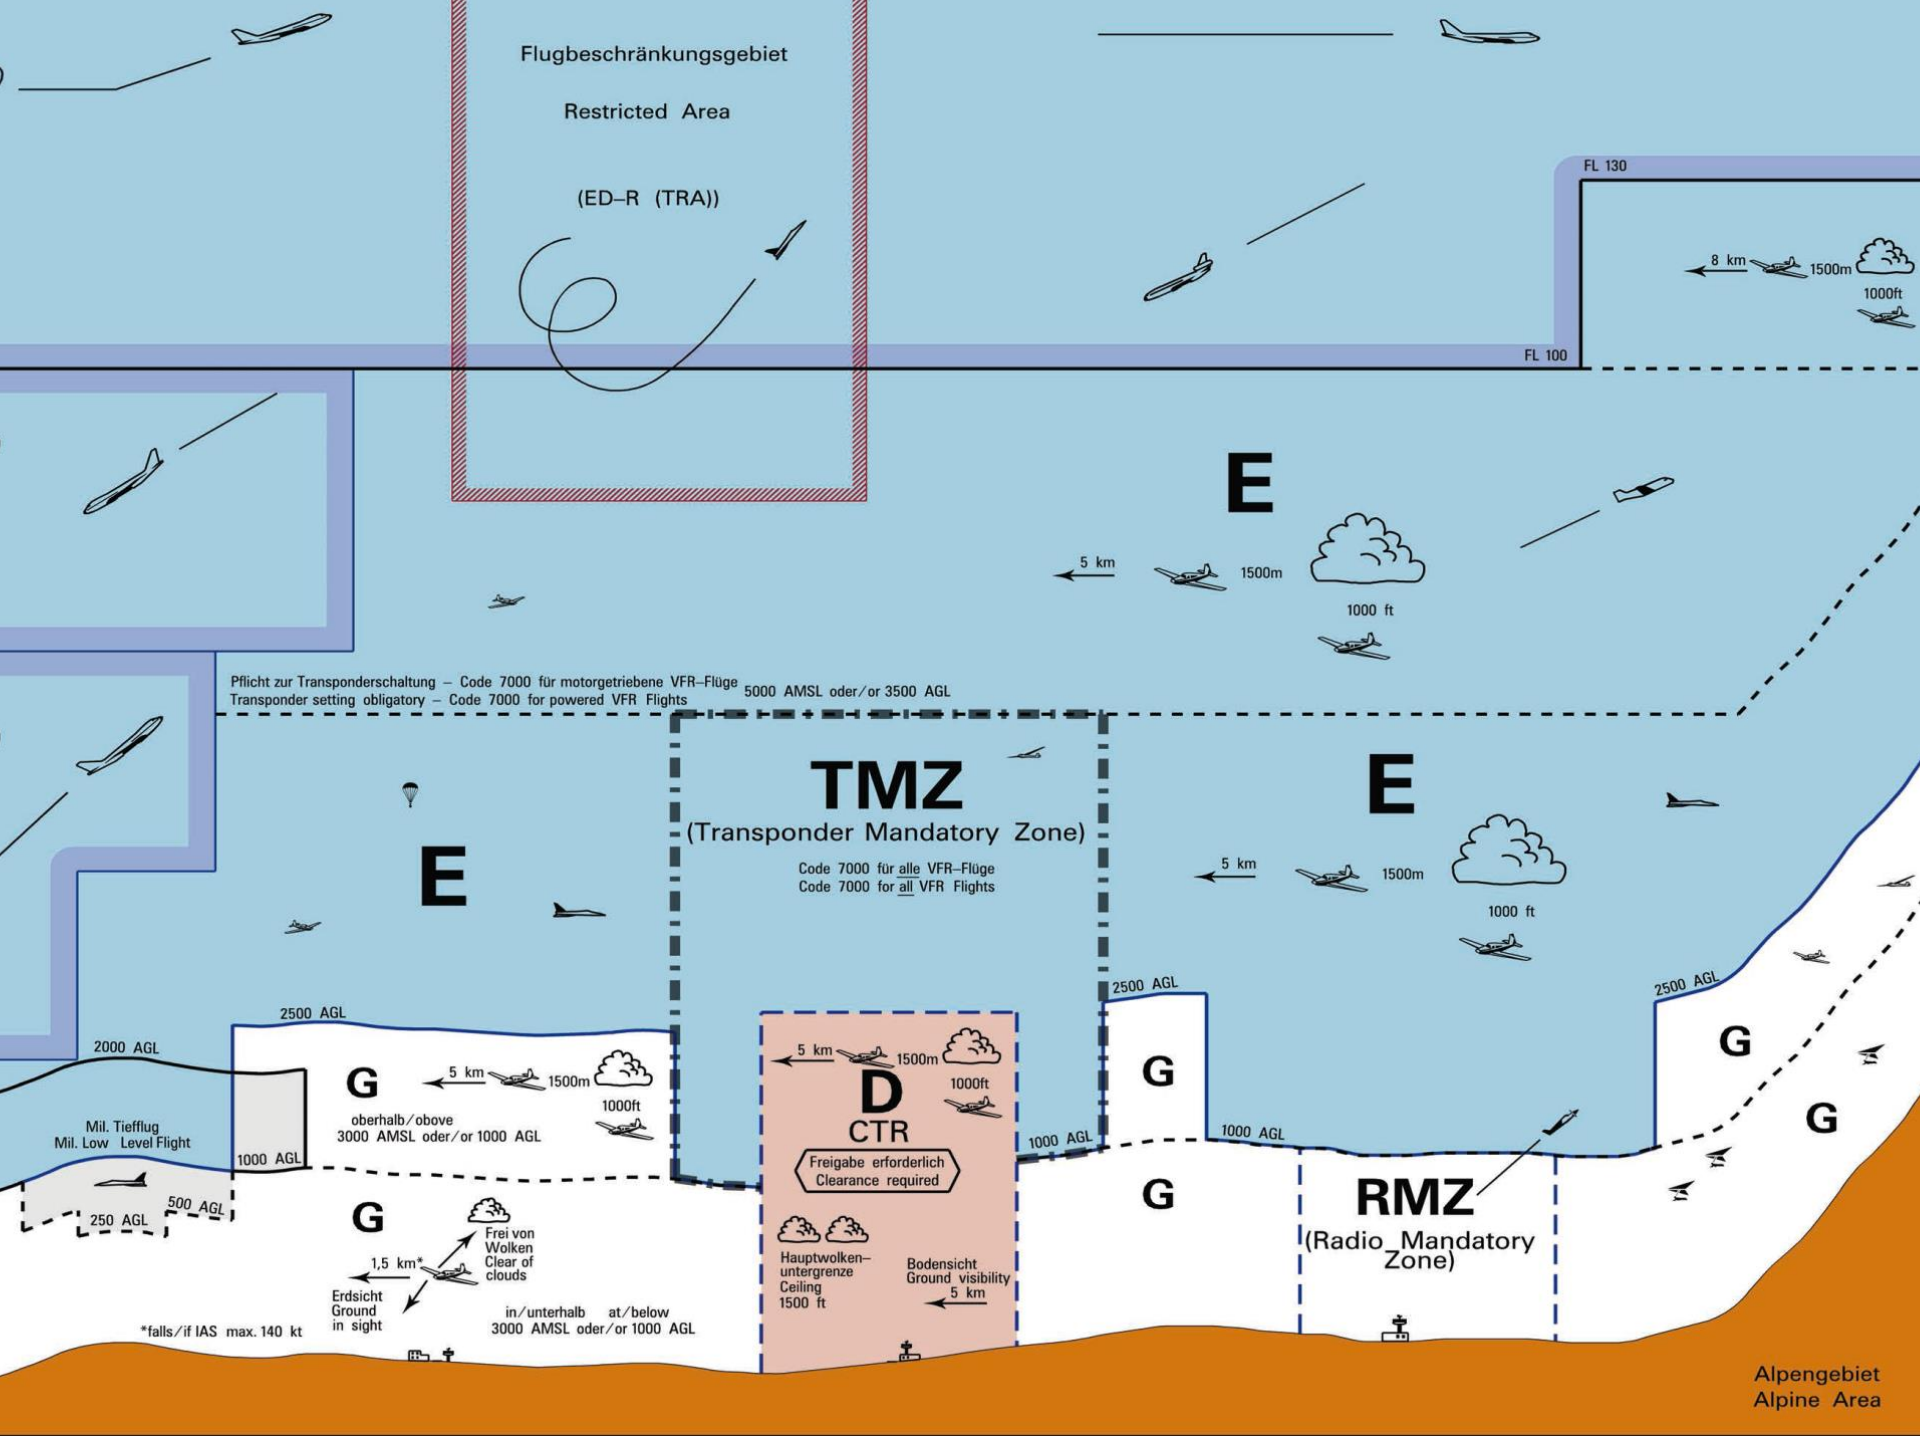 Flugbeschränkungsgebiet
Restricted Area
(ED–R (TRA))
FL 130
8 km
1500m
1000ft
FL 100
E
5 km
1500m
1000 ft
Pflicht zur Transponderschaltung – Code 7000 für motorgetriebene VFR–Flüge
Transponder setting obligatory – Code 7000 for powered VFR Flights
5000 AMSL oder/or 3500 AGL
TMZ
(Transponder Mandatory Zone)
Code 7000 für alle VFR–Flüge
Code 7000 for all VFR Flights
E
E
5 km
1500m
1000 ft
2500 AGL
2500 AGL
2500 AGL
2000 AGL
G
5 km
1500m
1000ft
oberhalb/obove
3000 AMSL oder/or 1000 AGL
5 km
1500m
1000ft
D
CTR
Freigabe erforderlich
Clearance required
G
G
G
Mil. Tiefflug
Mil. Low Level Flight
1000 AGL
1000 AGL
1000 AGL
500 AGL
250 AGL
G
Frei von
Wolken
Clear of
clouds
1,5 km*
Erdsicht
Ground
in sight
*falls/if IAS max. 140 kt
in/unterhalb at/below
3000 AMSL oder/or 1000 AGL
Hauptwolken–
untergrenze
Ceiling
1500 ft
Bodensicht
Ground visibility
5 km
G
RMZ
(Radio Mandatory
Zone)
Alpengebiet
Alpine Area